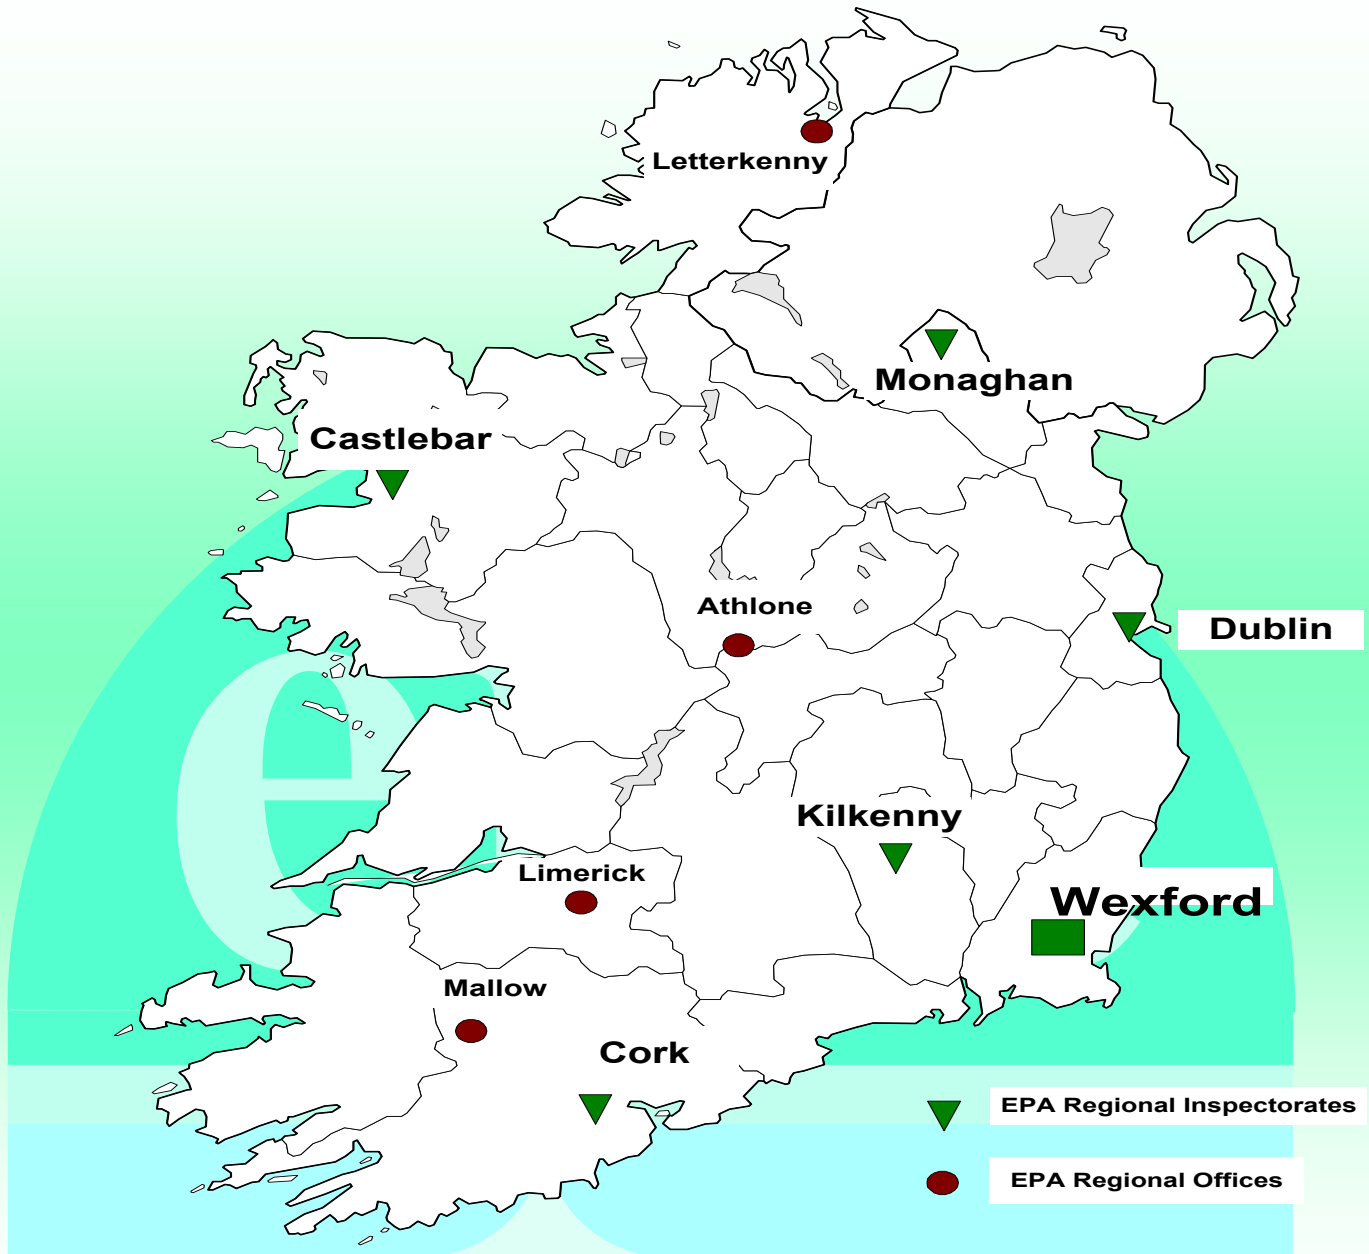 Letterkenny
Monaghan
Castlebar
Athlone
Dublin
Kilkenny
Limerick
Wexford
Mallow
Cork
EPA Regional Inspectorates
EPA Regional Offices
e